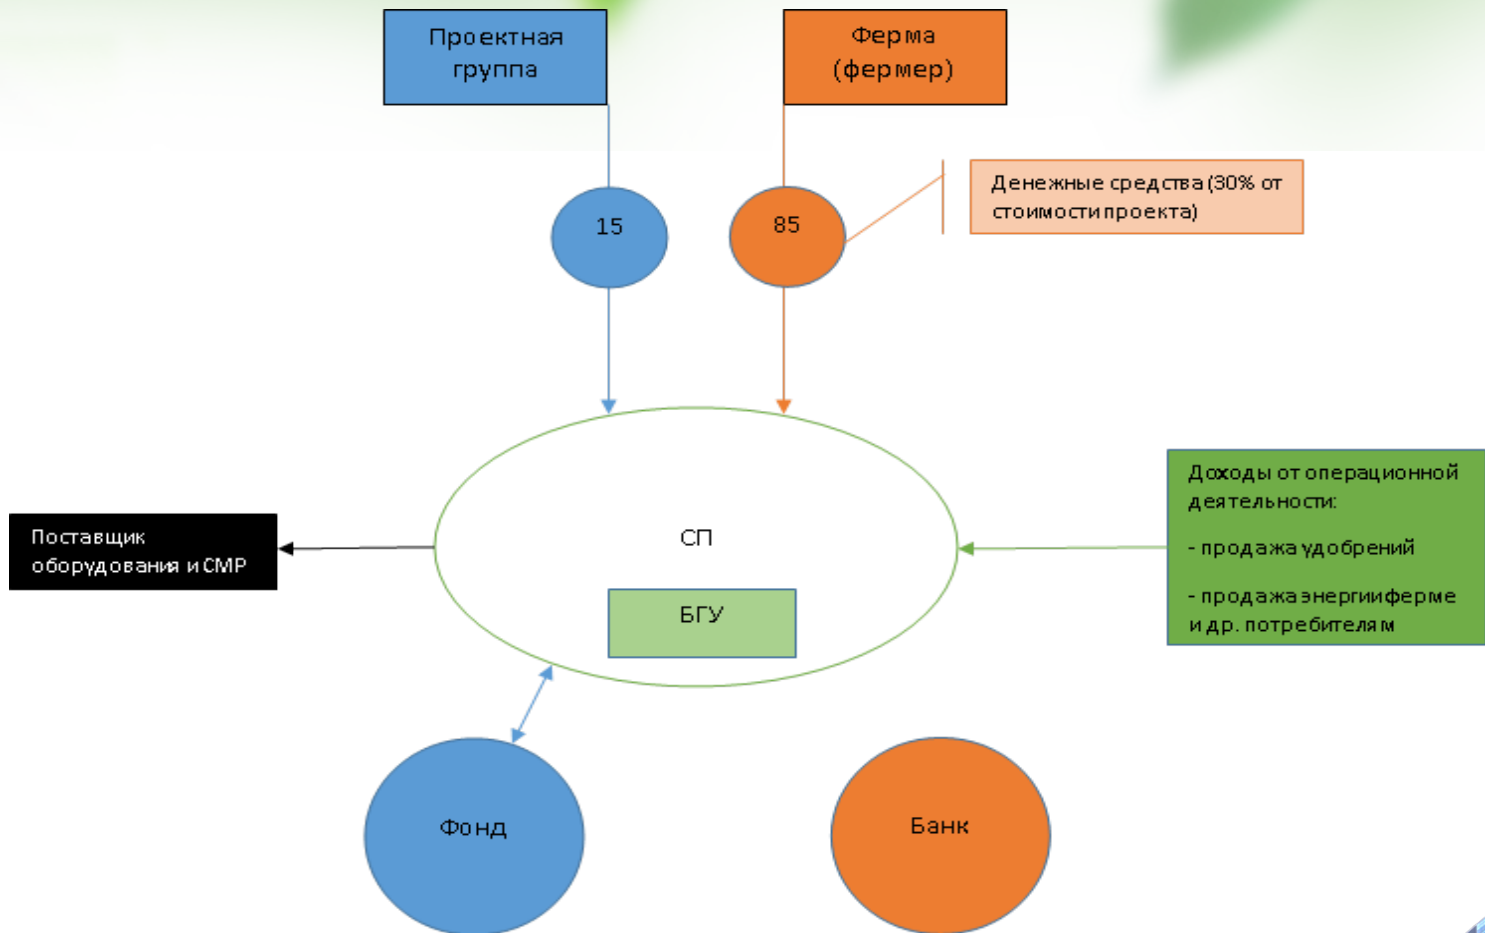 Проектная
группа
Ферма
(фермер)
Денежные средства (30% от
стоимости проекта)
15
85
Доходы от операционной
деятельности:
- продажа удобрений
- продажа энергии ферме
и др. потребителям
Поставщик
оборудования и СМР
СП
БГУ
Фонд
Банк